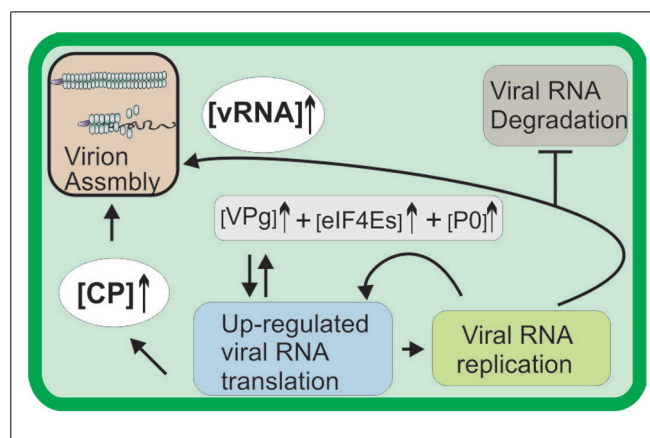 [vRNA]↑
Viral RNA
Degradation
Virion
Assmbly
[VPg]↑ + [eIF4Es]↑ + [P0]↑
[CP]↑
Up-regulated
viral RNA
translation
Viral RNA
replication